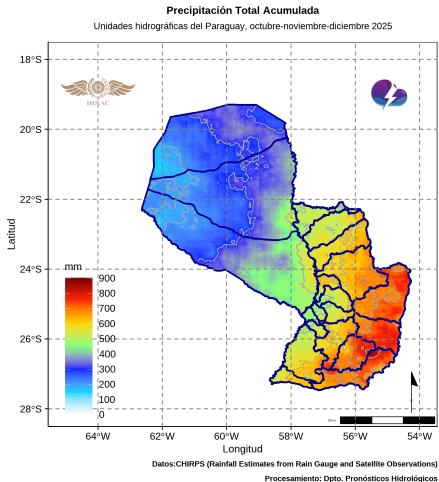 Precipitación Total Acumulada
Unidades hidrográficas del Paraguay, octubre-noviembre-diciembre 2025
18°S
20°S
22°S
24°S
26°S
28°S
Latitud
DINAC
mm
900
800
700
600
500
400
300
200
100
0
64°W
62°W
60°W
58°W
56°W
54°W
Longitud
Datos:CHIRPS (Rainfall Estimates from Rain Gauge and Satellite Observations)
Procesamiento: Dpto. Pronósticos Hidrológicos